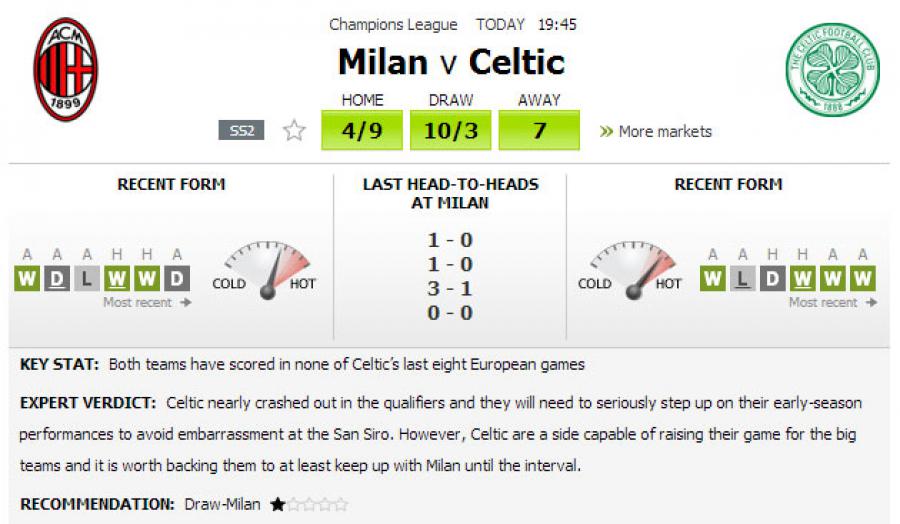 Champions League TODAY 19:45
ACM
1899
Milan v Celtic
THE CELTIC FOOTBALL CLUB
1888
HOME DRAW AWAY
SS2 4/9 10/3 7 » More markets
RECENT FORM
A A A H H A
W D L W W D
Most recent →
COLD HOT
LAST HEAD-TO-HEADS
AT MILAN
1 - 0
1 - 0
3 - 1
0 - 0
RECENT FORM
COLD HOT
A A H H A A
W L D W W W
Most recent →
KEY STAT: Both teams have scored in none of Celtic's last eight European games
EXPERT VERDICT: Celtic nearly crashed out in the qualifiers and they will need to seriously step up on their early-season
performances to avoid embarrassment at the San Siro. However, Celtic are a side capable of raising their game for the big
teams and it is worth backing them to at least keep up with Milan until the interval.
RECOMMENDATION: Draw-Milan ★☆☆☆☆